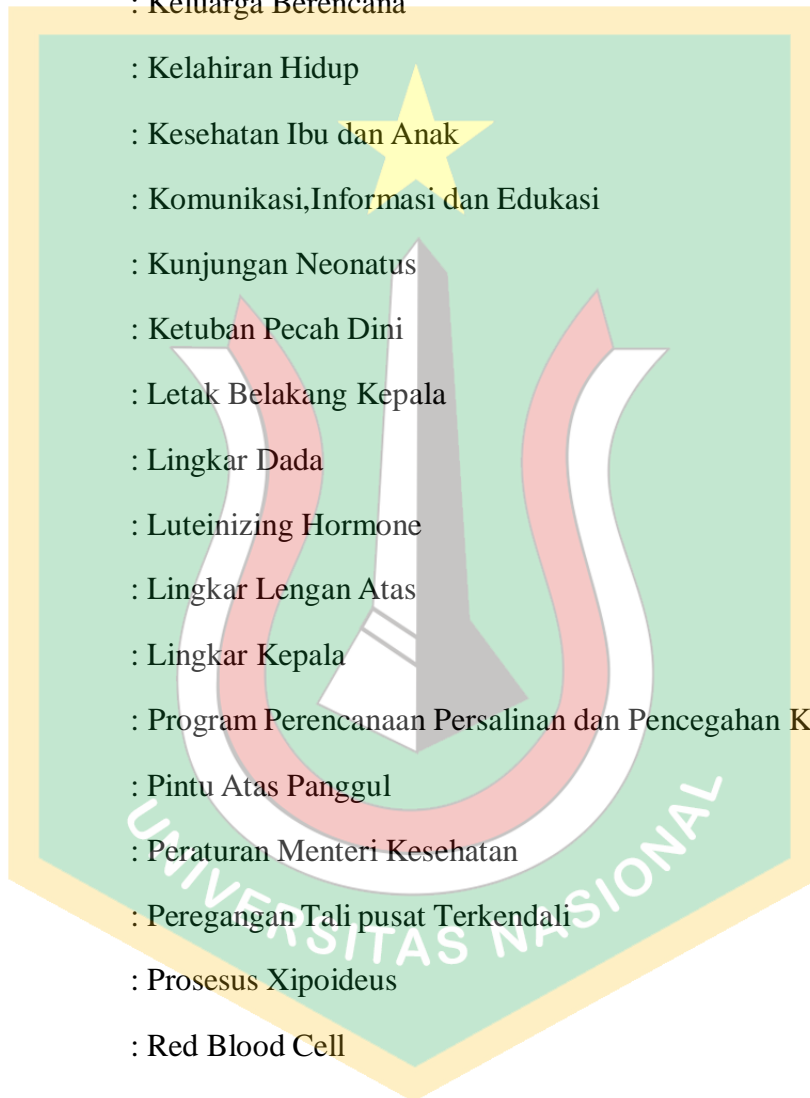 : Keluarga Berencana
: Kelahiran Hidup
: Kesehatan Ibu dan Anak
: Komunikasi,Informasi dan Edukasi
: Kunjungan Neonatus
: Ketuban Pecah Dini
: Letak Belakang Kepala
: Lingkar Dada
: Luteinizing Hormone
: Lingkar Lengan Atas
: Lingkar Kepala
: Program Perencanaan Persalinan dan Pencegahan K
: Pintu Atas Panggul
: Peraturan Menteri Kesehatan
: Peregangan Tali pusat Terkendali
: Prosesus Xipoideus
: Red Blood Cell
UNIVERSITAS NASIONAL